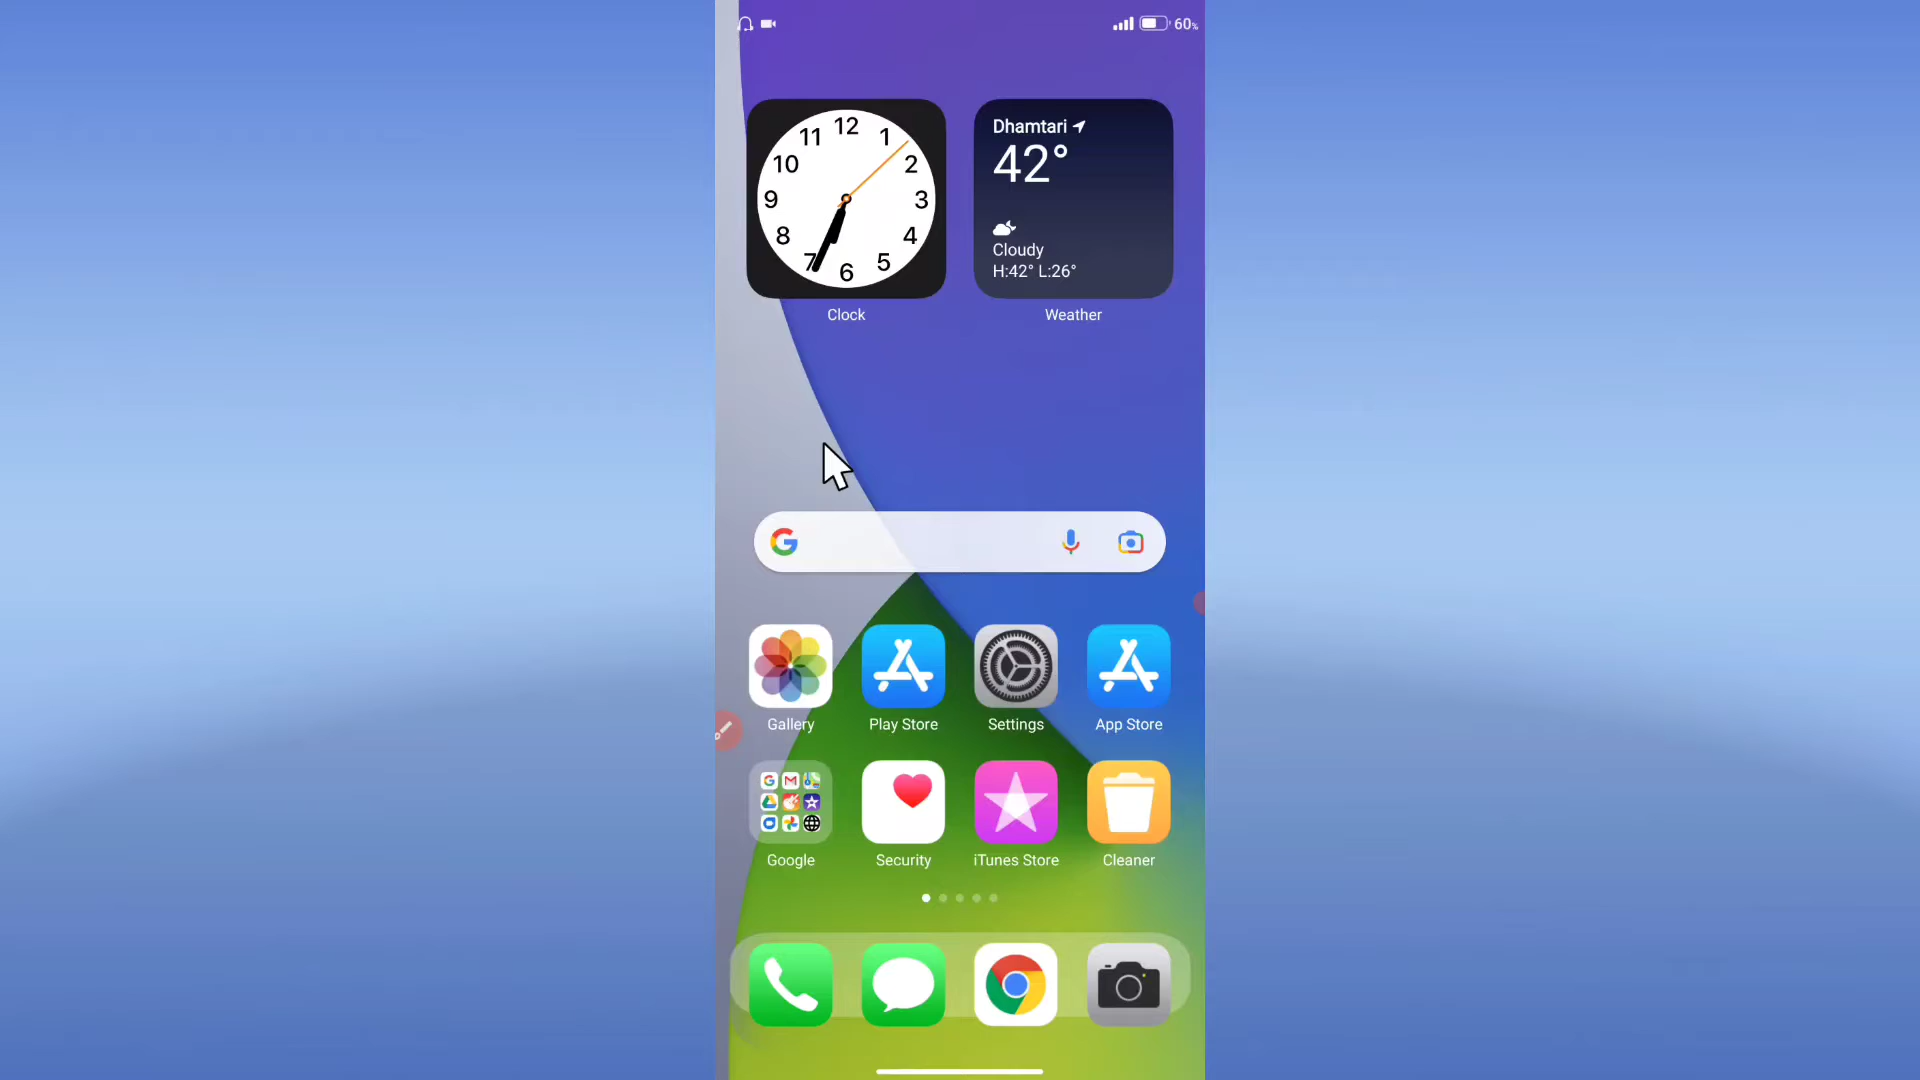 60%
12
11
1
10
2
9
3
8
4
7
5
6
Clock
Dhamtari
42°
Cloudy
H:42° L:26°
Weather
Gallery
Play Store
Settings
App Store
Google
Security
iTunes Store
Cleaner